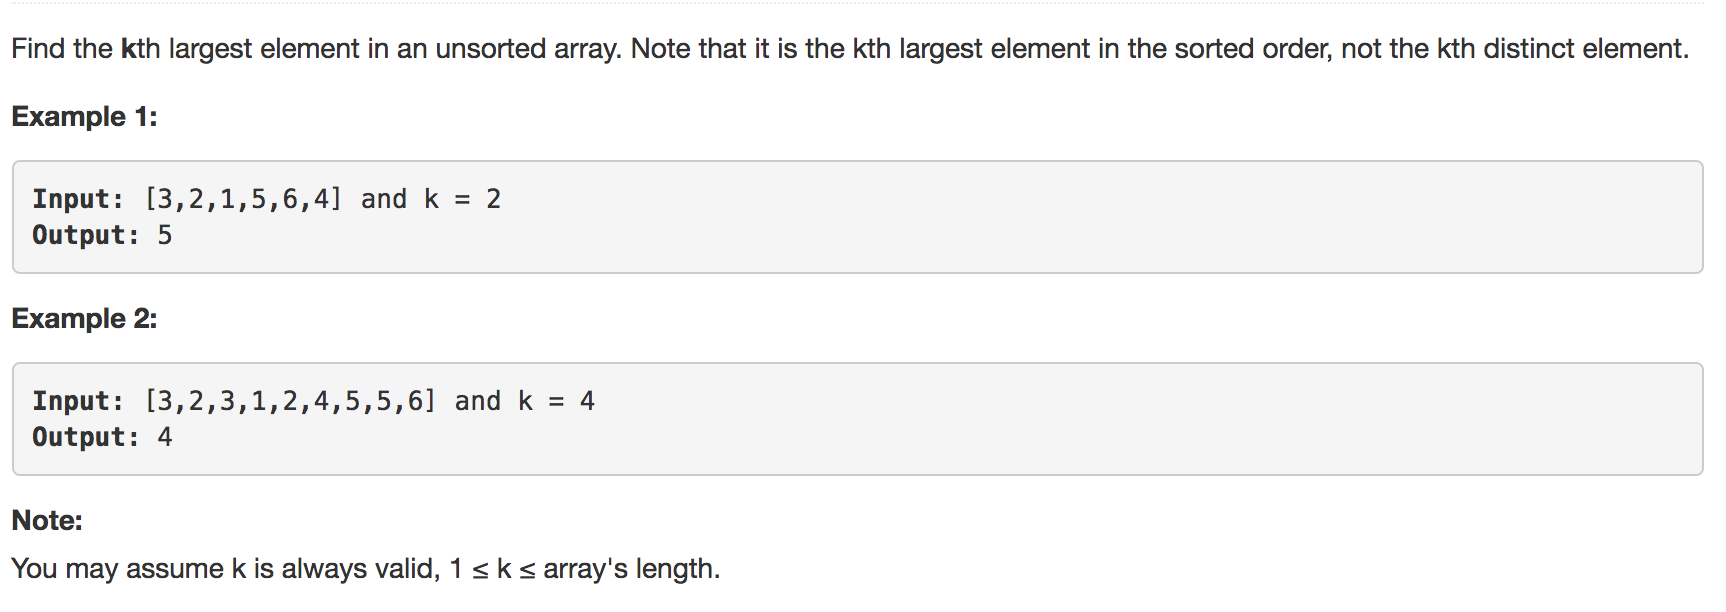 Find the kth largest element in an unsorted array. Note that it is the kth largest element in the sorted order, not the kth distinct element.
Example 1:
Input: [3,2,1,5,6,4] and k = 2
Output: 5
Example 2:
Input: [3,2,3,1,2,4,5,5,6] and k = 4
Output: 4
Note:
You may assume k is always valid, 1 ≤ k ≤ array's length.